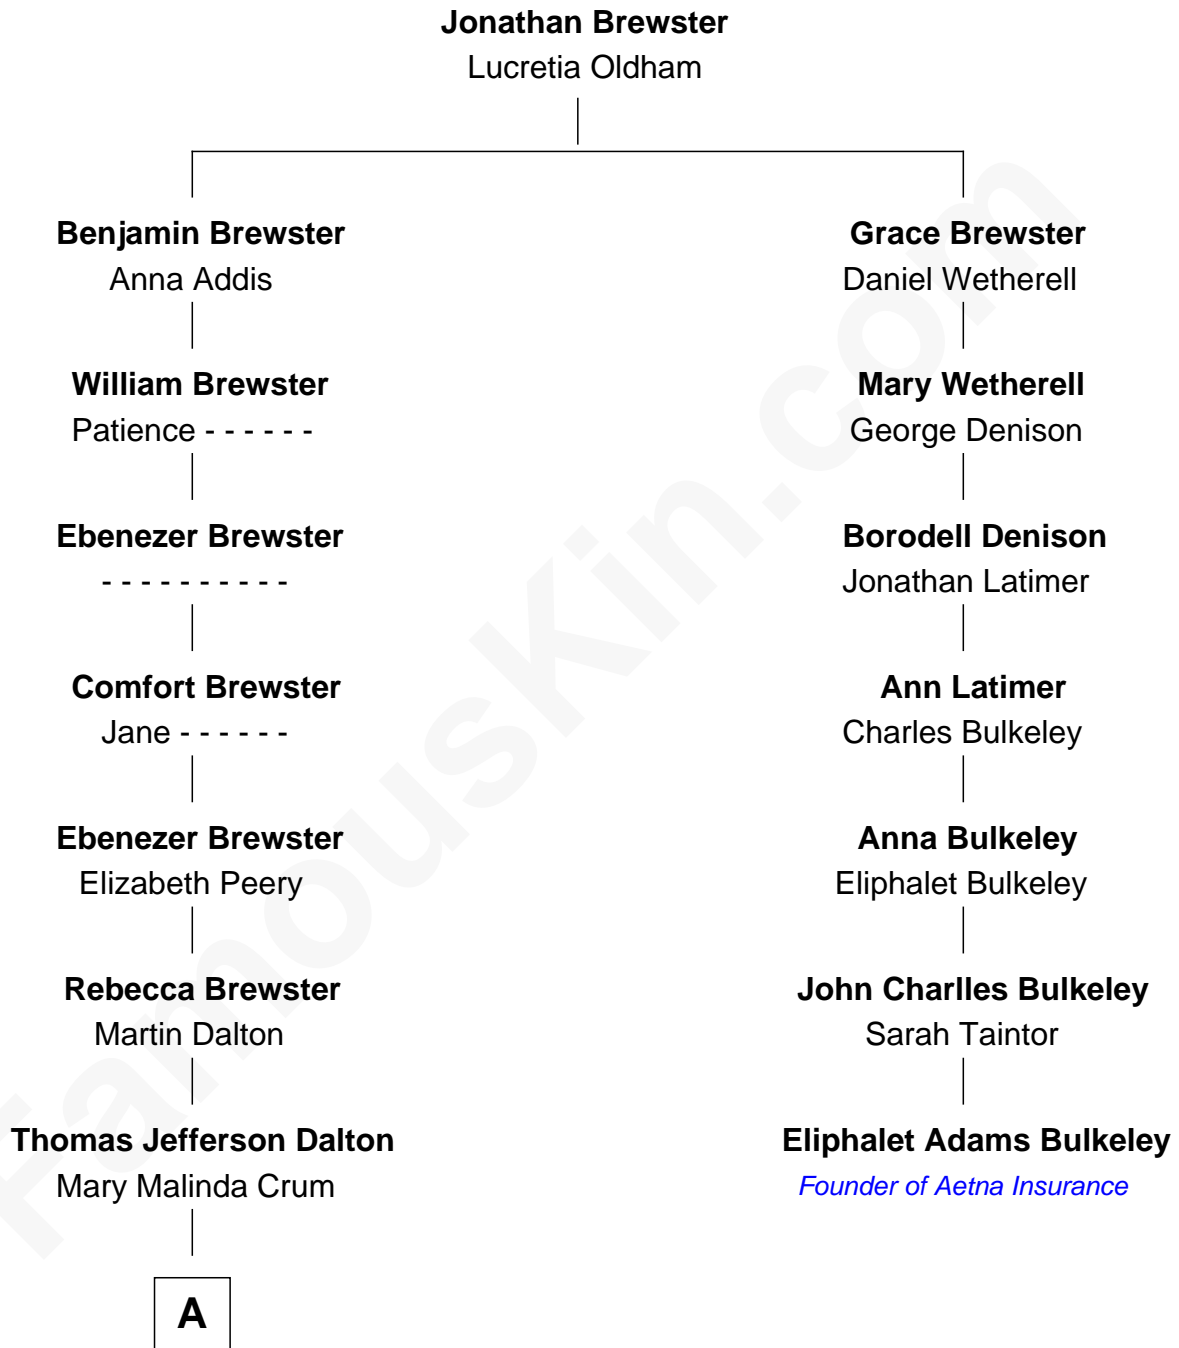 Jonathan Brewster
Lucretia Oldham
Benjamin Brewster
Anna Addis
William Brewster
Patience - - - - - -
Ebenezer Brewster
- - - - - - - - - -
Comfort Brewster
Jane - - - - - -
Ebenezer Brewster
Elizabeth Peery
Rebecca Brewster
Martin Dalton
Thomas Jefferson Dalton
Mary Malinda Crum
A
Grace Brewster
Daniel Wetherell
Mary Wetherell
George Denison
Borodell Denison
Jonathan Latimer
Ann Latimer
Charles Bulkeley
Anna Bulkeley
Eliphalet Bulkeley
John Charlles Bulkeley
Sarah Taintor
Eliphalet Adams Bulkeley
Founder of Aetna Insurance
FamousKin.com